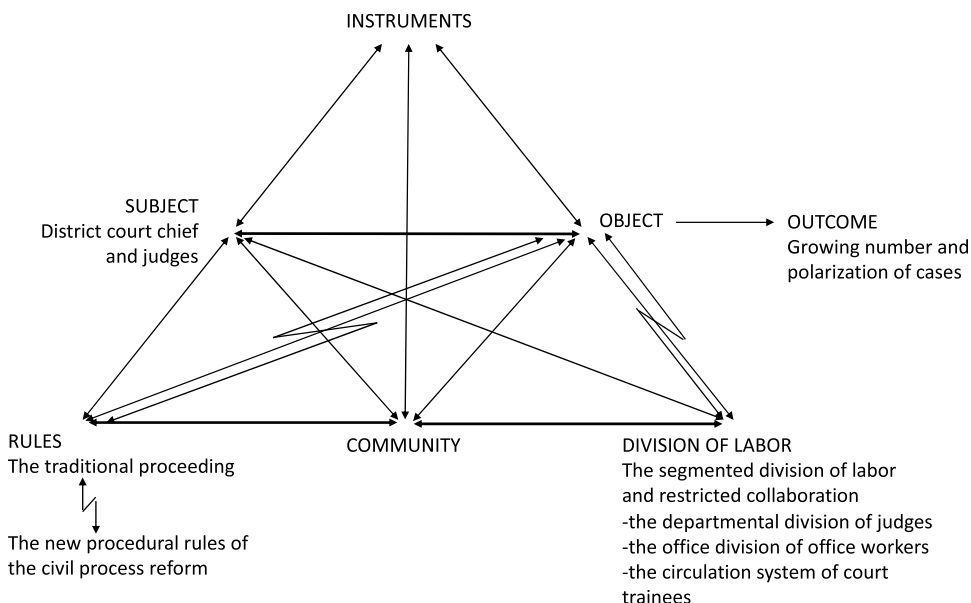 INSTRUMENTS
SUBJECT
District court chief
and judges
OBJECT
OUTCOME
Growing number and
polarization of cases
RULES
The traditional proceeding
The new procedural rules of
the civil process reform
COMMUNITY
DIVISION OF LABOR
The segmented division of labor
and restricted collaboration
-the departmental division of judges
-the office division of office workers
-the circulation system of court
trainees